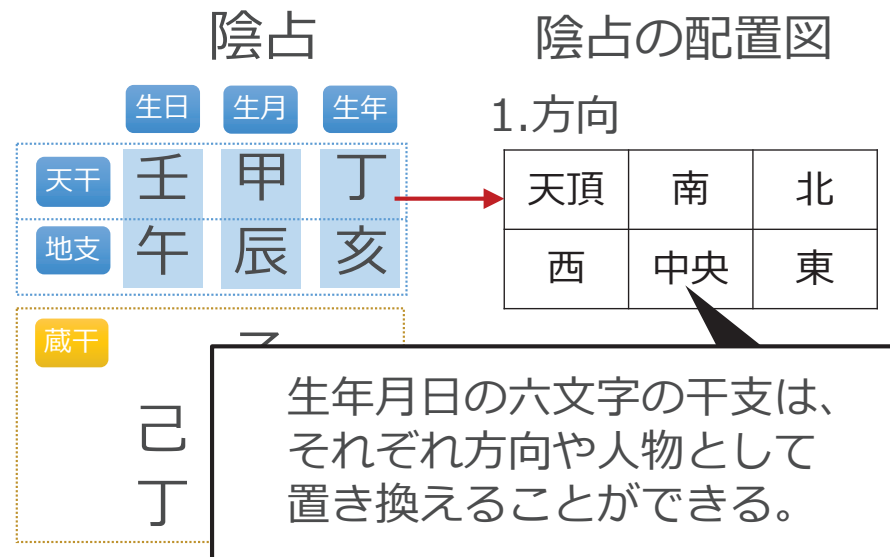 陰占
陰占の配置図
生日 生月 生年
1.方向
天干 壬 甲 丁
地支 午 辰 亥
天頂 南 北
西 中央 東
蔵干
己
丁
生年月日の六文字の干支は、
それぞれ方向や人物として
置き換えることができる。